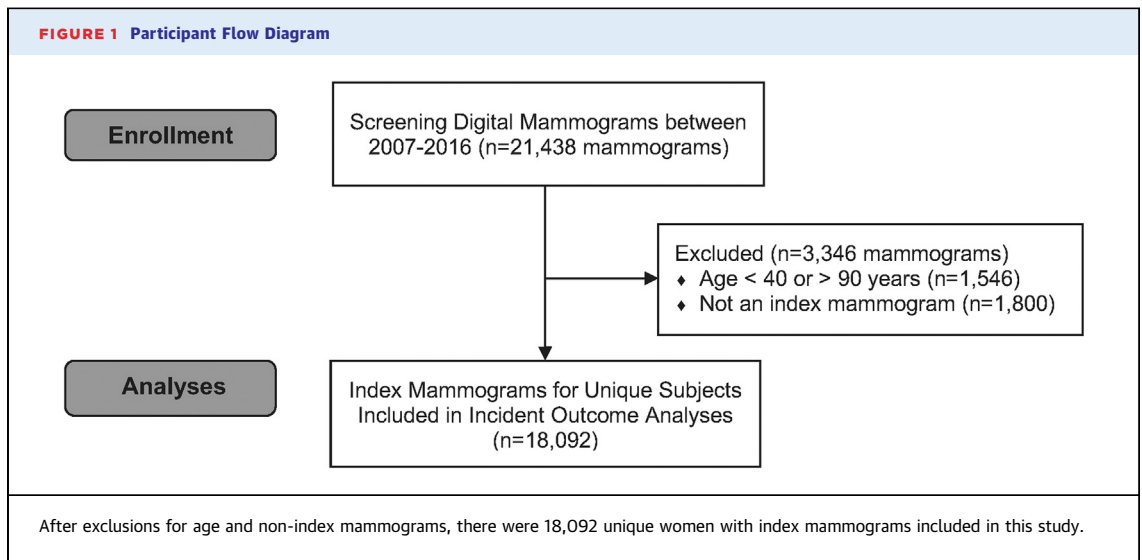 FIGURE 1 Participant Flow Diagram
Enrollment
Screening Digital Mammograms between
2007-2016 (n=21,438 mammograms)
Excluded (n=3,346 mammograms)
♦ Age < 40 or > 90 years (n=1,546)
♦ Not an index mammogram (n=1,800)
Analyses
Index Mammograms for Unique Subjects
Included in Incident Outcome Analyses
(n=18,092)
After exclusions for age and non-index mammograms, there were 18,092 unique women with index mammograms included in this study.